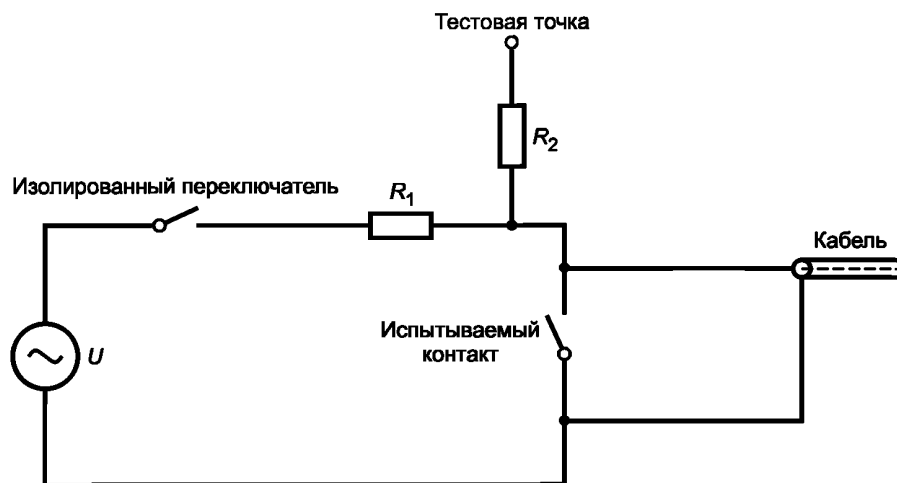 Тестовая точка
R2
Изолированный переключатель
R1
Кабель
Испытываемый
контакт
U